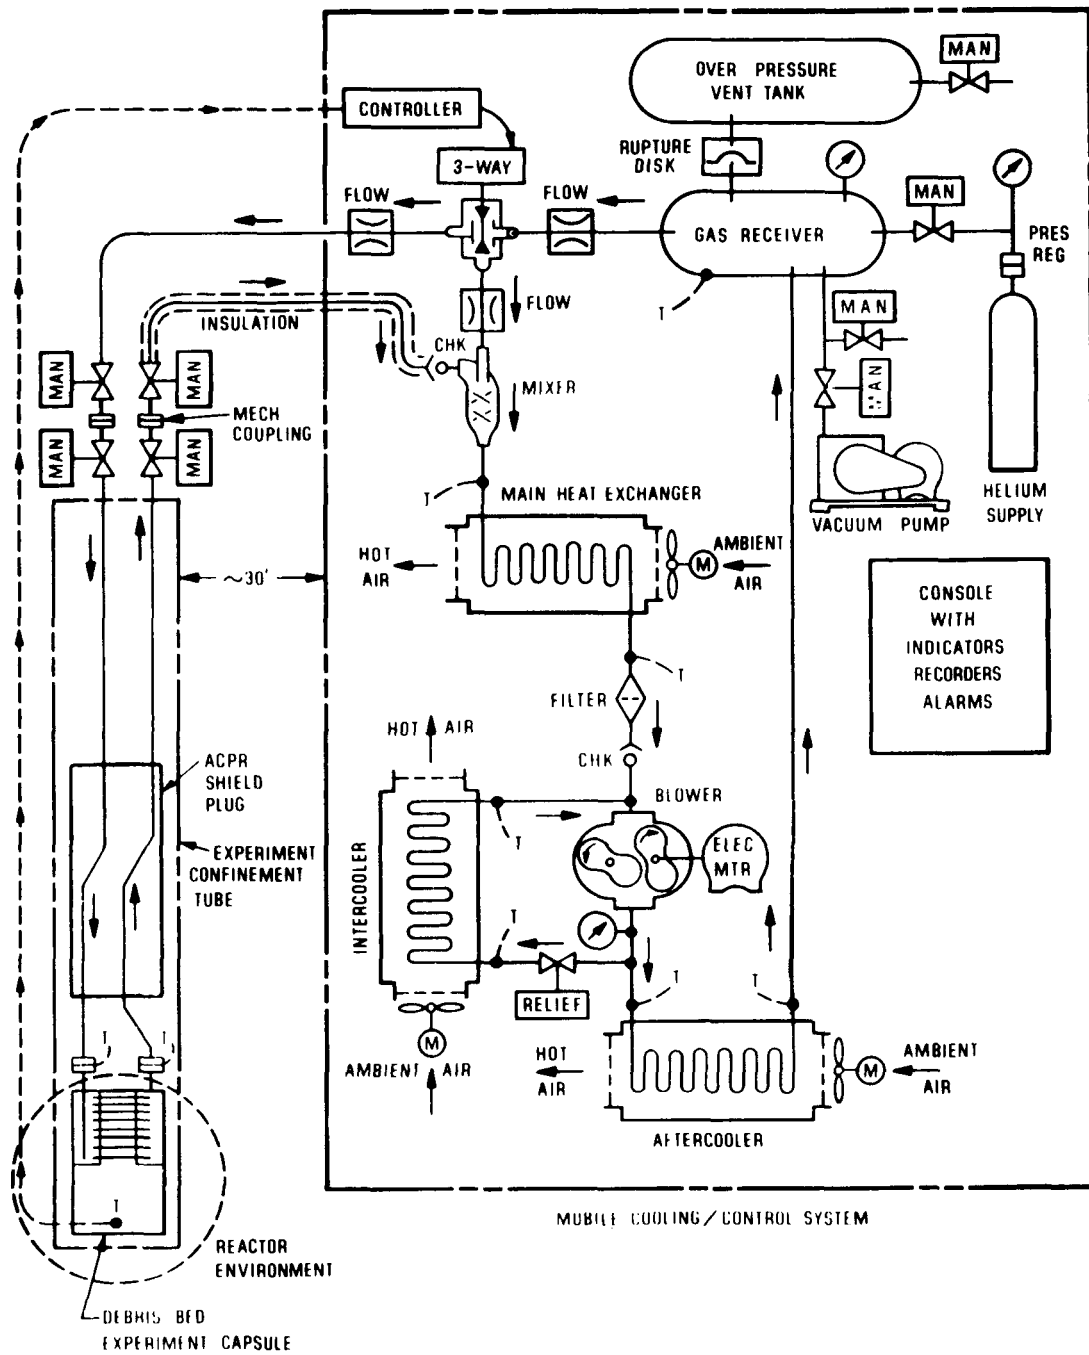 OVER PRESSURE
VENT TANK
MAN
CONTROLLER
3-WAY
RUPTURE
DISK
FLOW
FLOW
GAS RECEIVER
MAN
PRES
REG
FLOW
T
INSULATION
CHK
MIXER
MAN
MAN
MAN
MAN
MECH
COUPLING
MAN
MAN
T
MAIN HEAT EXCHANGER
VACUUM PUMP
HELIUM
SUPPLY
HOT
AIR
M
AMBIENT
AIR
~30'
CONSOLE
WITH
INDICATORS
RECORDERS
ALARMS
T
FILTER
HOT AIR
CHK
BLOWER
ACPR
SHIELD
PLUG
T
ELEC
MTR
EXPERIMENT
CONFINEMENT
TUBE
INTERCOOLER
T
RELIEF
T
T
M
AMBIENT AIR
HOT
AIR
M
AMBIENT
AIR
AFTERCOOLER
T
T
T
REACTOR
ENVIRONMENT
MOBILE COOLING/CONTROL SYSTEM
DEBRIS BED
EXPERIMENT CAPSULE